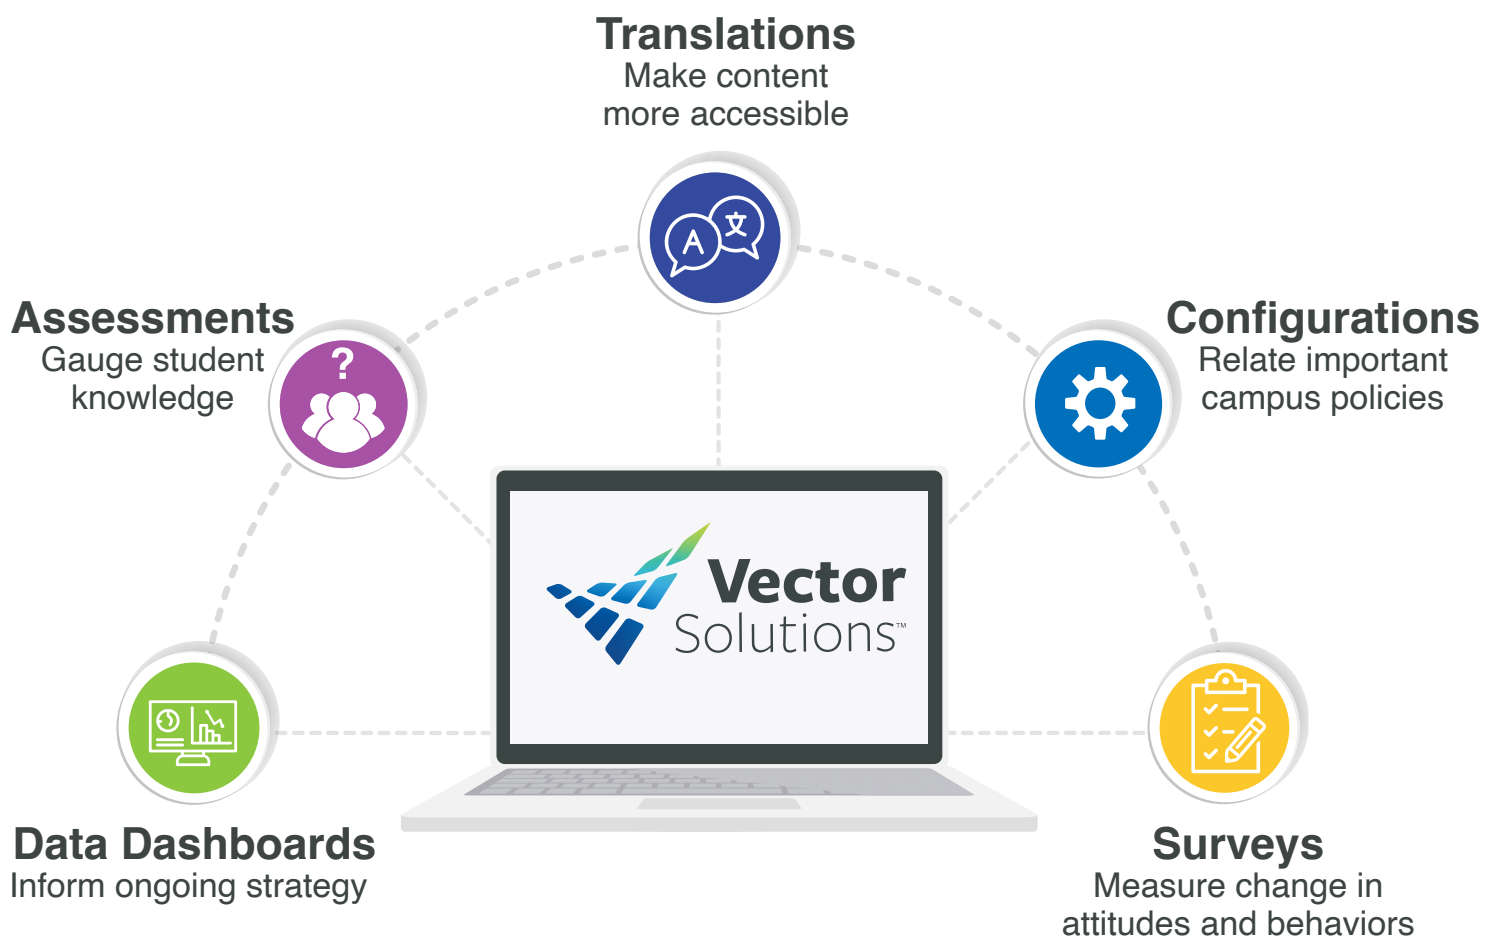 Translations
Make content
more accessible
A
文
Assessments
Gauge student
knowledge
?
Configurations
Relate important
campus policies
Vector
Solutions™
Data Dashboards
Inform ongoing strategy
Surveys
Measure change in
attitudes and behaviors